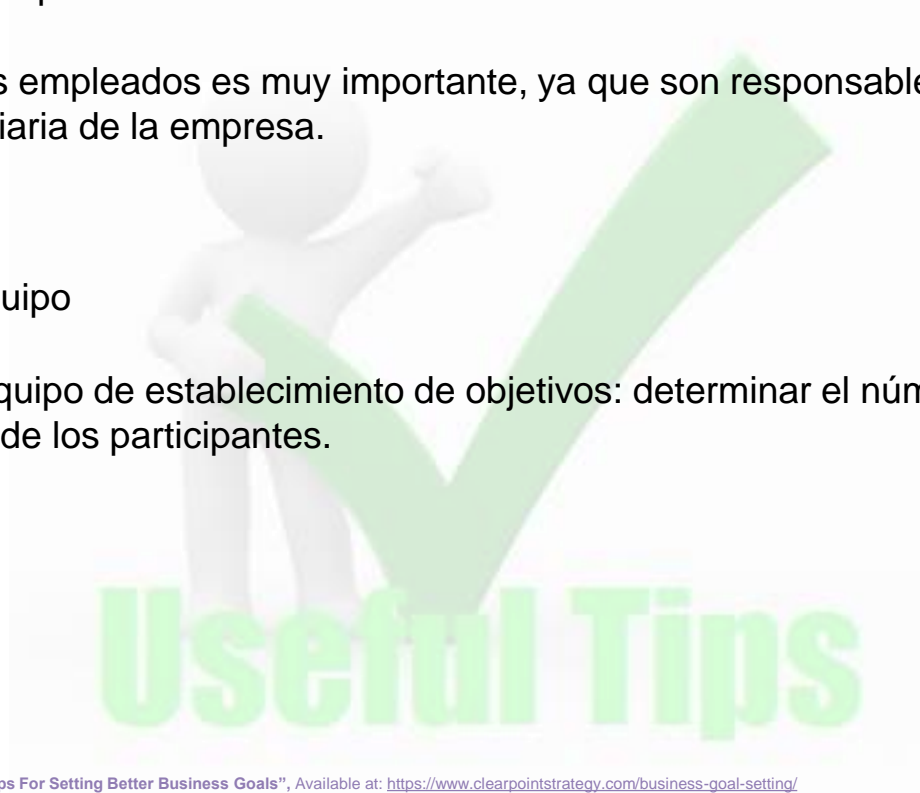 s empleados es muy importante, ya que son responsable
iaria de la empresa.
uipo
quipo de establecimiento de objetivos: determinar el núm
de los participantes.
Useful Tips
ps For Setting Better Business Goals”, Available at: https://www.clearpointstrategy.com/business-goal-setting/